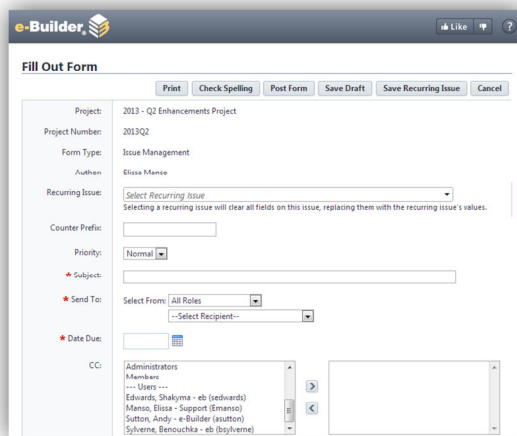 e-Builder®
Like
?
Fill Out Form
Print Check Spelling Post Form Save Draft Save Recurring Issue Cancel
Project: 2013 - Q2 Enhancements Project
Project Number: 2013Q2
Form Type: Issue Management
Author: Elissa Manso
Recurring Issue: Select Recurring Issue
Selecting a recurring issue will clear all fields on this issue, replacing them with the recurring issue's values.
Counter Prefix:
Priority: Normal
* Subject:
* Send To: Select From: All Roles
--Select Recipient--
* Date Due:
CC: Administrators
Members
--- Users ---
Edwards, Shakyma - eb (sedwards)
Manso, Elissa - Support (Emanso)
Sutton, Andy - e-Builder (asutton)
Sylverne, Benouchka - eb (bsylverne)